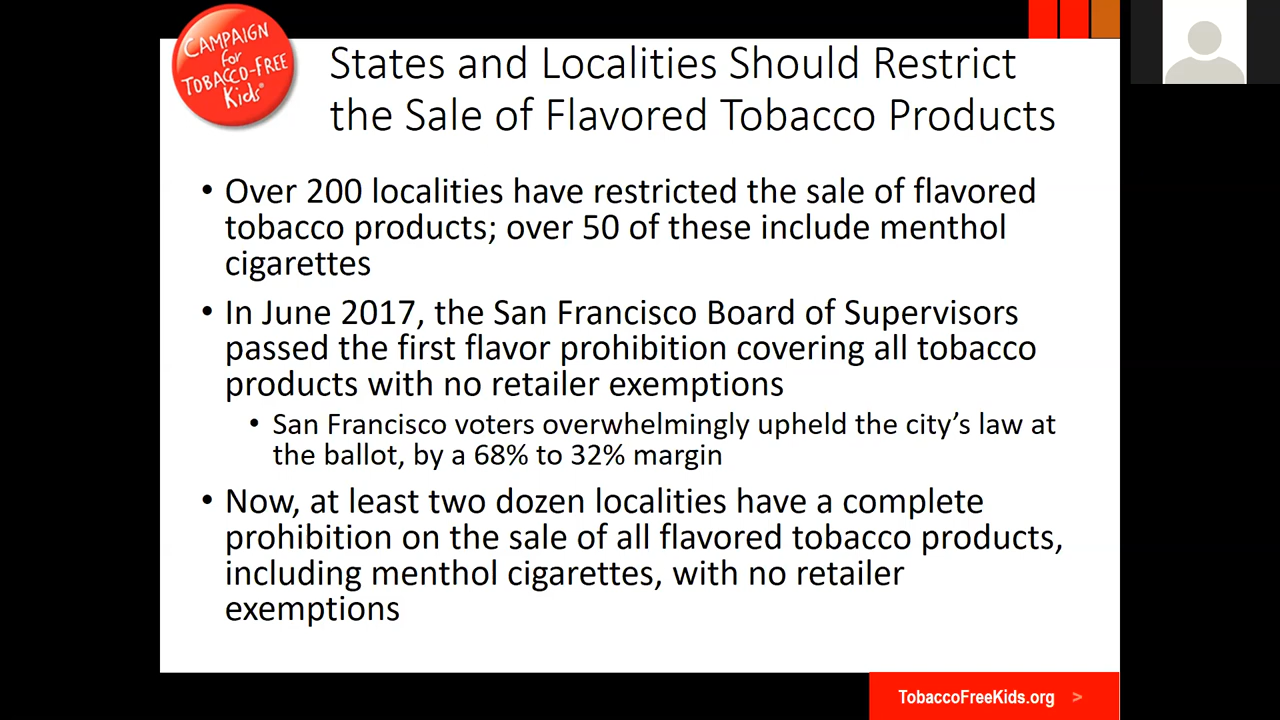 CAMPAIGN
for
TOBACCO-FREE
Kids®
States and Localities Should Restrict
the Sale of Flavored Tobacco Products
• Over 200 localities have restricted the sale of flavored
tobacco products; over 50 of these include menthol
cigarettes
• In June 2017, the San Francisco Board of Supervisors
passed the first flavor prohibition covering all tobacco
products with no retailer exemptions
• San Francisco voters overwhelmingly upheld the city’s law at
the ballot, by a 68% to 32% margin
• Now, at least two dozen localities have a complete
prohibition on the sale of all flavored tobacco products,
including menthol cigarettes, with no retailer
exemptions
TobaccoFreeKids.org >